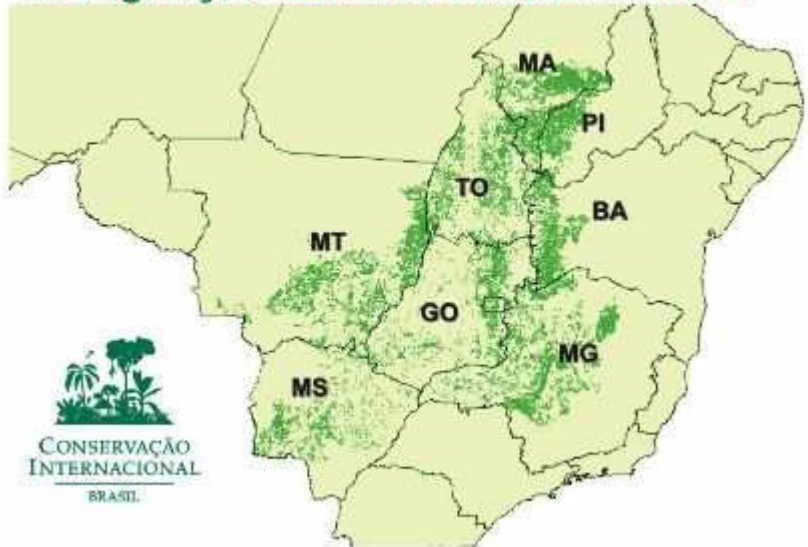 MA
PI
TO
BA
MT
GO
MG
MS
CONSERVAÇÃO
INTERNACIONAL
BRASIL